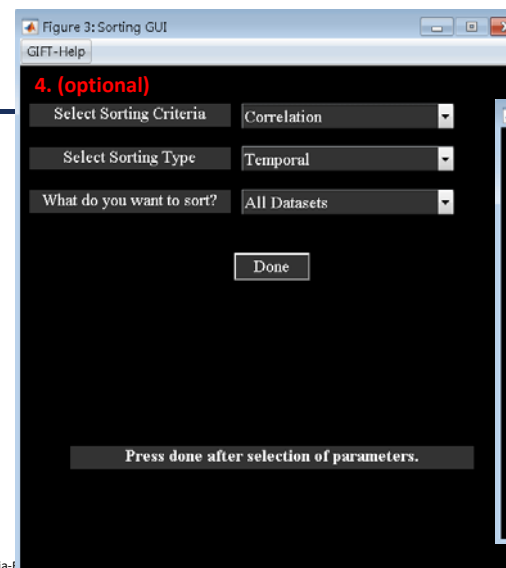 Figure 3: Sorting GUI
GIFT-Help
4. (optional)
Select Sorting Criteria
Correlation
Select Sorting Type
Temporal
What do you want to sort?
All Datasets
Done
Press done after selection of parameters.